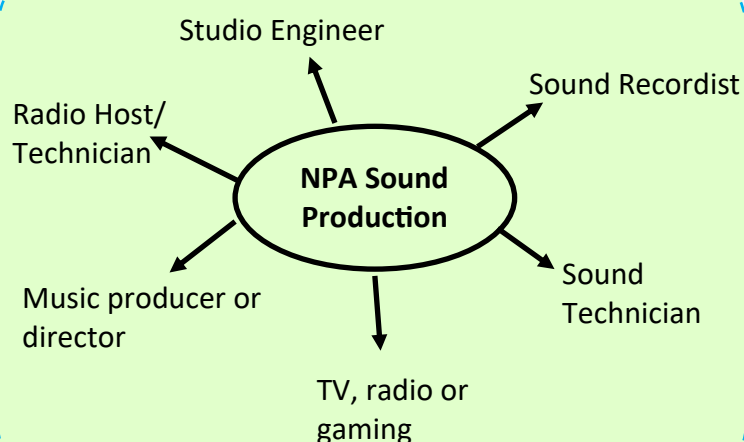 Studio Engineer
Sound Recordist
Radio Host/
Technician
NPA Sound
Production
Sound
Technician
Music producer or
director
TV, radio or
gaming